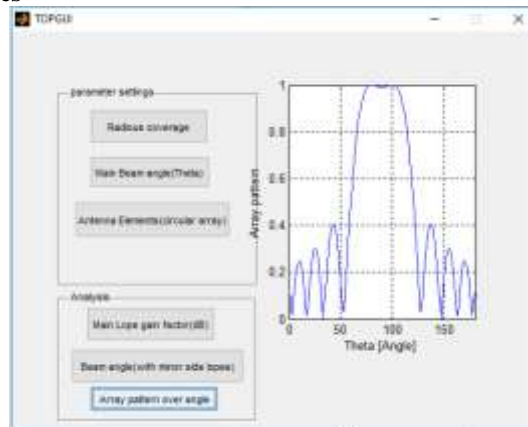 es
TOPGUI
parameter settings
Radious coverage
Main Beam angle(Theta)
Antenna Elements(circular array)
Analysis
Main Lope gain factor(dB)
Beam angle(with minor side lopes)
Array pattern over angle
1
0.8
0.6
0.4
0.2
0
Array pattern
0 50 100 150
Theta [Angle]